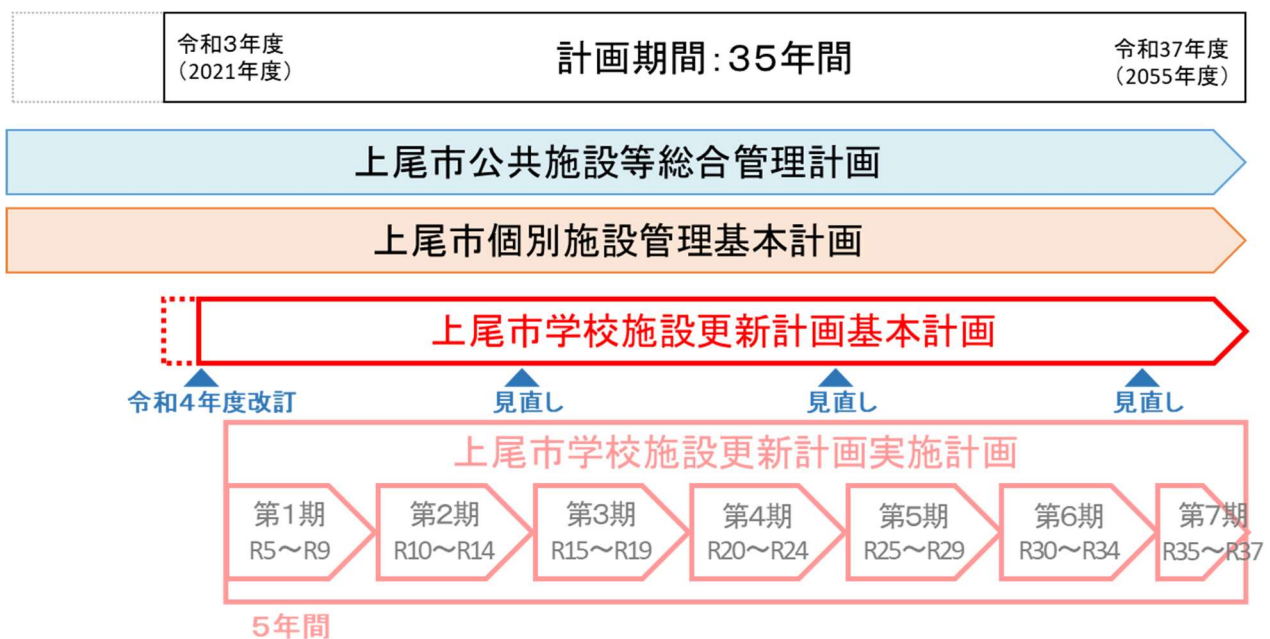 令和3年度
（2021年度）
計画期間：35年間
令和37年度
（2055年度）
上尾市公共施設等総合管理計画
上尾市個別施設管理基本計画
上尾市学校施設更新計画基本計画
令和4年度改訂
見直し
見直し
見直し
上尾市学校施設更新計画実施計画
第1期
R5～R9
第2期
R10～R14
第3期
R15～R19
第4期
R20～R24
第5期
R25～R29
第6期
R30～R34
第7期
R35～R37
5年間